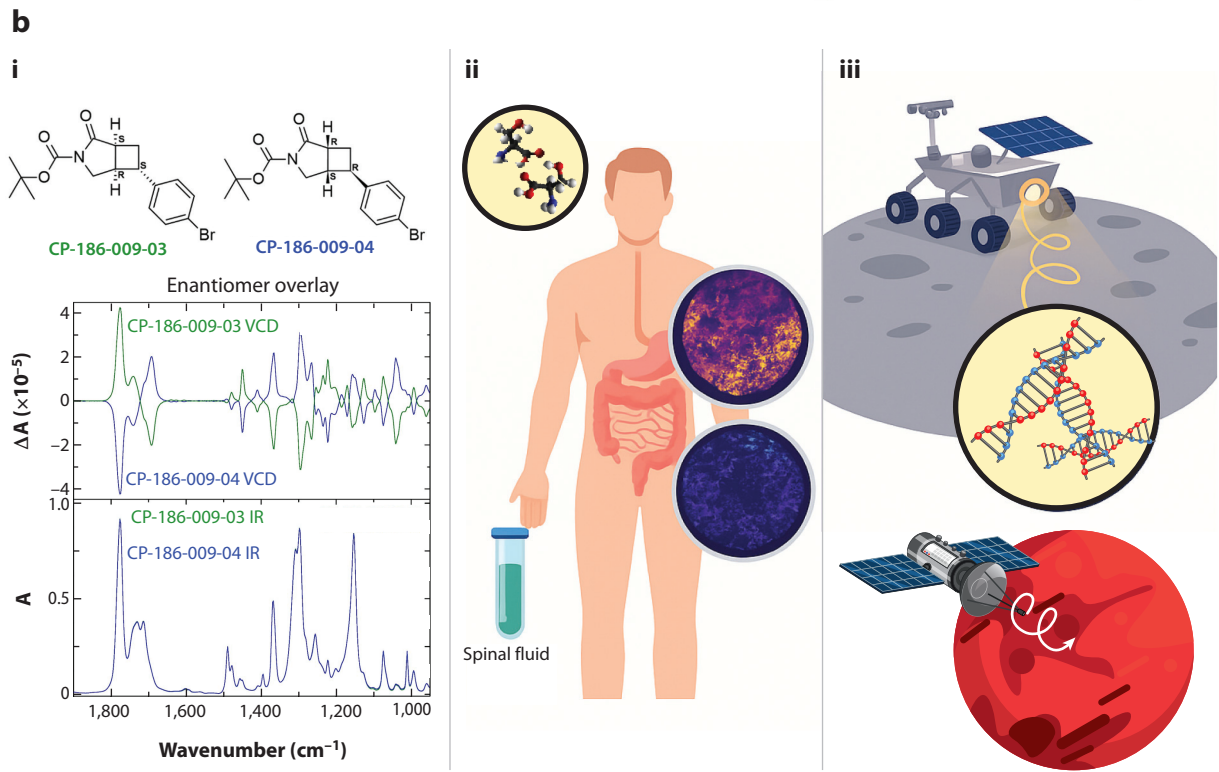 b
i
ii
iii
O
H
S
N
O
O
R
S
H
Br
CP-186-009-03
O
H
R
N
O
O
S
R
H
Br
CP-186-009-04
Enantiomer overlay
4
2
0
−2
−4
ΔA (×10⁻⁵)
CP-186-009-03 VCD
CP-186-009-04 VCD
1.0
0.5
0
A
CP-186-009-03 IR
CP-186-009-04 IR
1,800
1,600
1,400
1,200
1,000
Wavenumber (cm⁻¹)
Spinal fluid